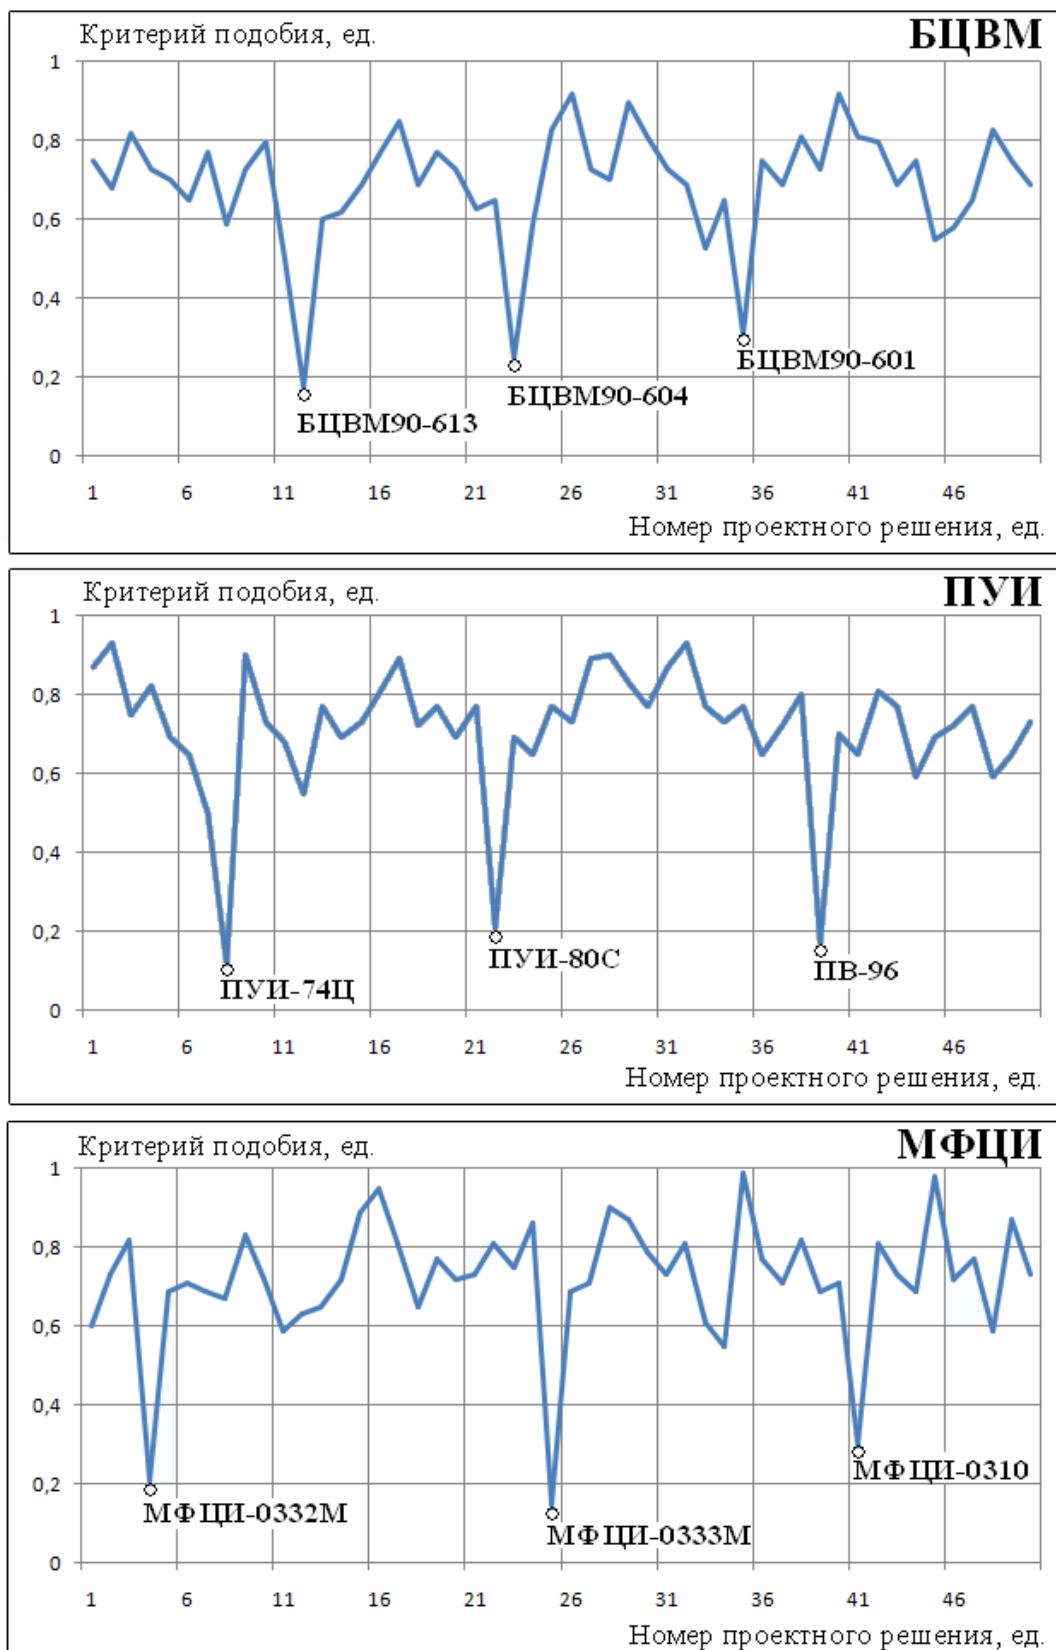 Критерий подобия, ед.
БЦВМ
1
0,8
0,6
0,4
0,2
0
БЦВМ90-613
БЦВМ90-604
БЦВМ90-601
1 6 11 16 21 26 31 36 41 46
Номер проектного решения, ед.
Критерий подобия, ед.
ПУИ
1
0,8
0,6
0,4
0,2
0
ПУИ-74Ц
ПУИ-80С
ПВ-96
1 6 11 16 21 26 31 36 41 46
Номер проектного решения, ед.
Критерий подобия, ед.
МФЦИ
1
0,8
0,6
0,4
0,2
0
МФЦИ-0332М
МФЦИ-0333М
МФЦИ-0310
1 6 11 16 21 26 31 36 41 46
Номер проектного решения, ед.